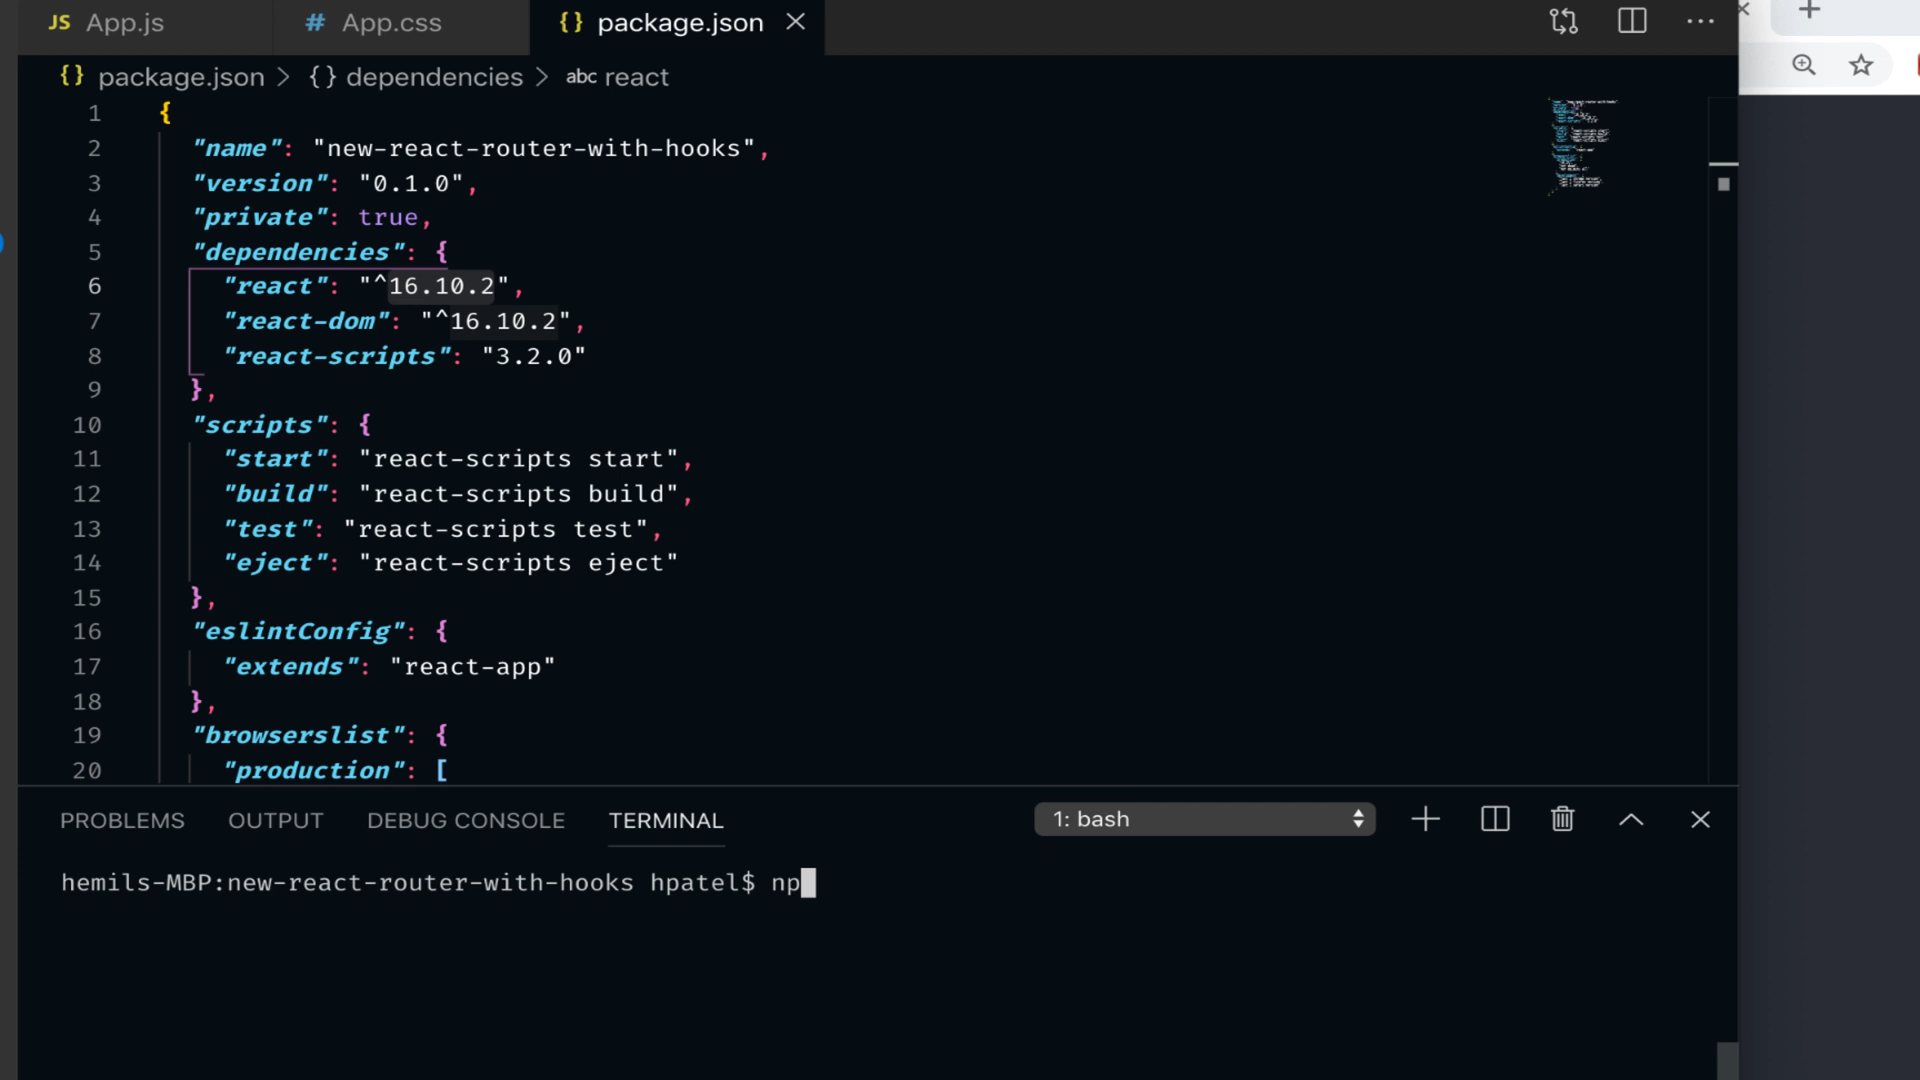 JS App.js # App.css {} package.json
{} package.json > {} dependencies > abc react
1 {
2 "name": "new-react-router-with-hooks",
3 "version": "0.1.0",
4 "private": true,
5 "dependencies": {
6 "react": "^16.10.2",
7 "react-dom": "^16.10.2",
8 "react-scripts": "3.2.0"
9 },
10 "scripts": {
11 "start": "react-scripts start",
12 "build": "react-scripts build",
13 "test": "react-scripts test",
14 "eject": "react-scripts eject"
15 },
16 "eslintConfig": {
17 "extends": "react-app"
18 },
19 "browserslist": {
20 "production": [
PROBLEMS OUTPUT DEBUG CONSOLE TERMINAL 1: bash
hemils-MBP:new-react-router-with-hooks hpatel$ np